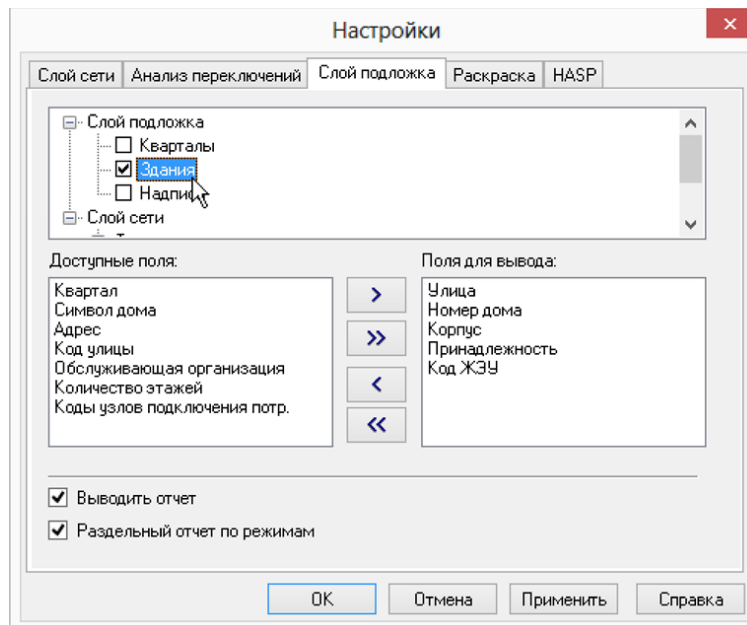 Настройки
Слой сети Анализ переключений Слой подложка Раскраска HASP
Слой подложка
Кварталы
Здания
Слой сети
Доступные поля:
Поля для вывода:
Квартал
Символ дома
Адрес
Код улицы
Обслуживающая организация
Количество этажей
Коды узлов подключения потр.
>
>>
<
<<
Улица
Номер дома
Корпус
Принадлежность
Код ЖЭУ
Выводить отчет
Раздельный отчет по режимам
OK Отмена Применить Справка